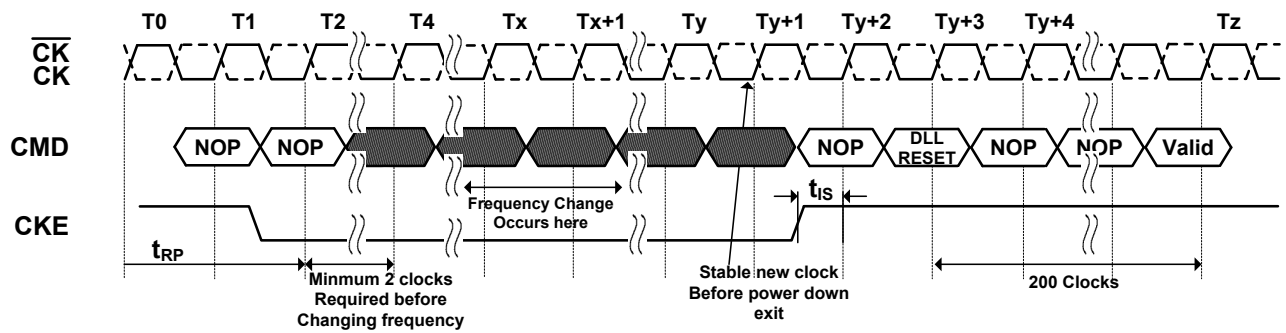 T0 T1 T2 T4 Tx Tx+1 Ty Ty+1 Ty+2 Ty+3 Ty+4 Tz
CK
CK
CMD
NOP NOP NOP DLL RESET NOP NOP Valid
Frequency Change
Occurs here
tIS
CKE
tRP
Minmum 2 clocks
Required before
Changing frequency
Stable new clock
Before power down
exit
200 Clocks